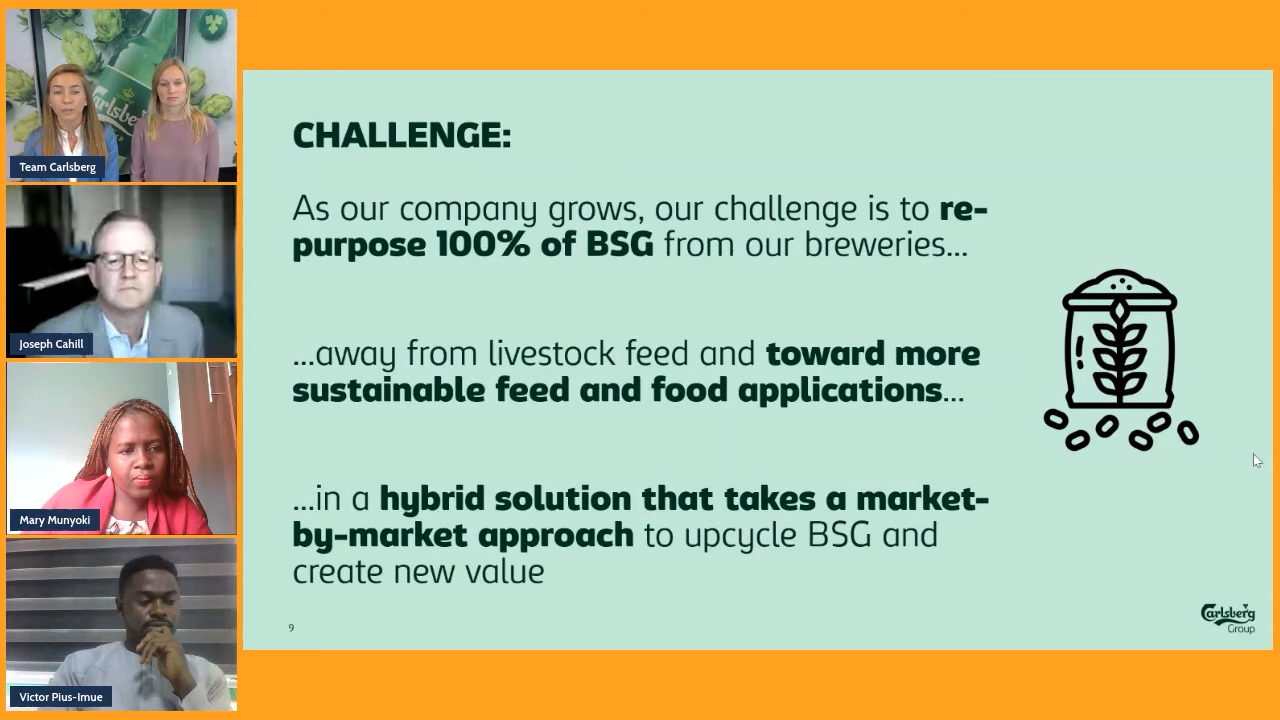 Carlsberg
Team Carlsberg
Joseph Cahill
Mary Munyoki
Victor Pius-Imue
CHALLENGE:
As our company grows, our challenge is to re-
purpose 100% of BSG from our breweries...
...away from livestock feed and toward more
sustainable feed and food applications...
...in a hybrid solution that takes a market-
by-market approach to upcycle BSG and
create new value
9
Carlsberg
Group